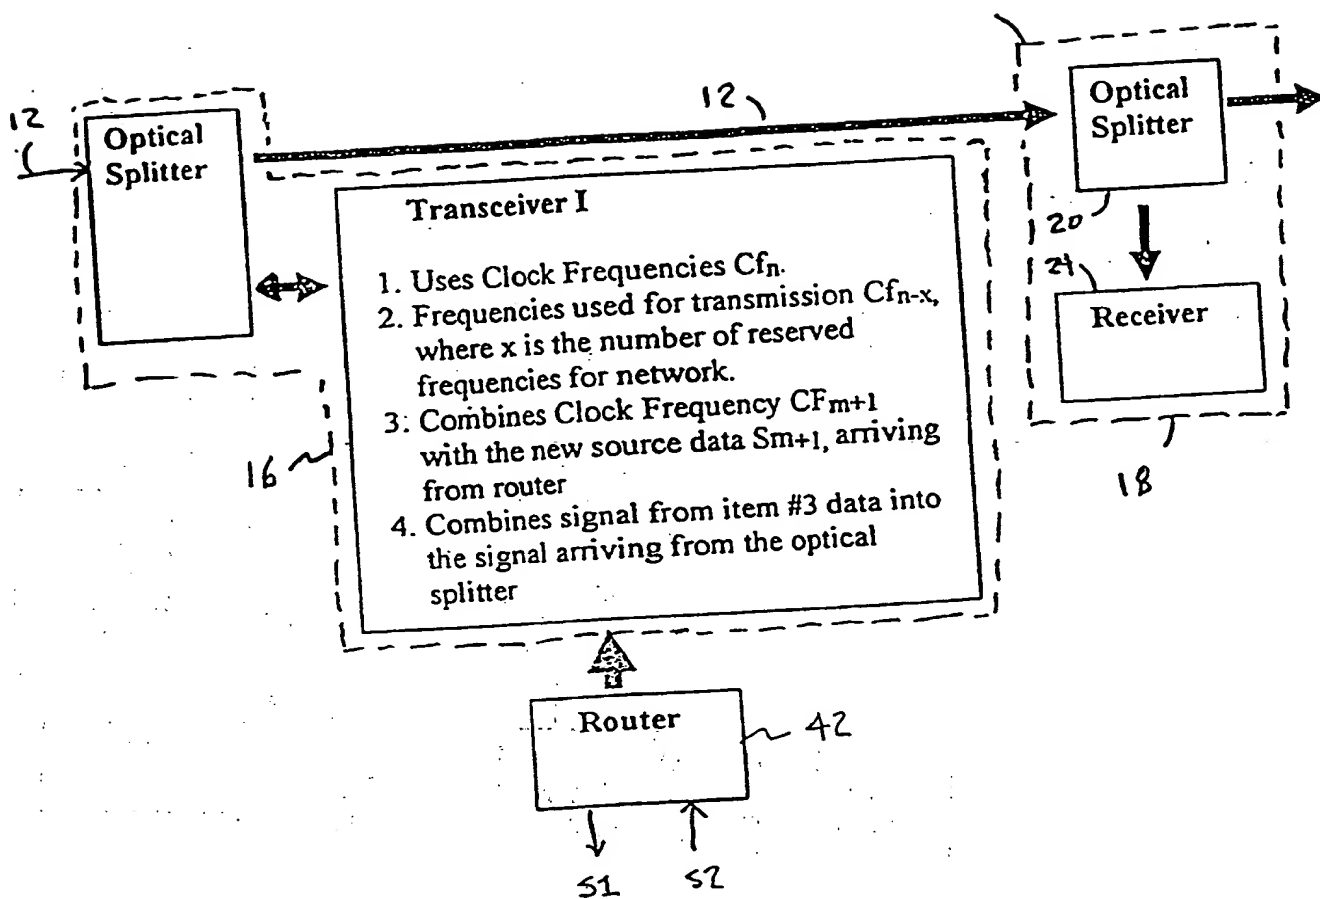 12
Optical
Splitter
12
Optical
Splitter
20
24
Receiver
18
Transceiver I
1. Uses Clock Frequencies Cfn.
2. Frequencies used for transmission Cfn-x,
where x is the number of reserved
frequencies for network.
3. Combines Clock Frequency CFm+1
with the new source data Sm+1, arriving
from router
4. Combines signal from item #3 data into
the signal arriving from the optical
splitter
16
Router
42
S1
S2